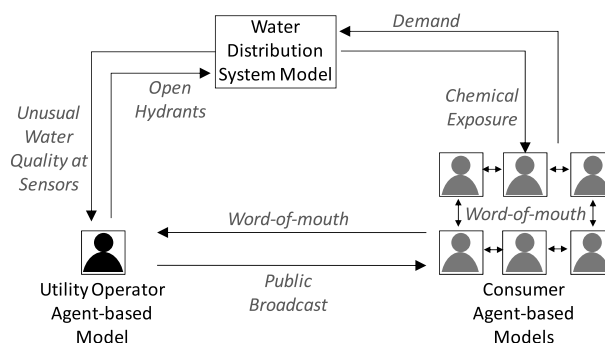 Water
Distribution
System Model
Demand
Open
Hydrants
Unusual
Water
Quality at
Sensors
Chemical
Exposure
Word-of-mouth
Word-of-mouth
Public
Broadcast
Utility Operator
Agent-based
Model
Consumer
Agent-based
Models